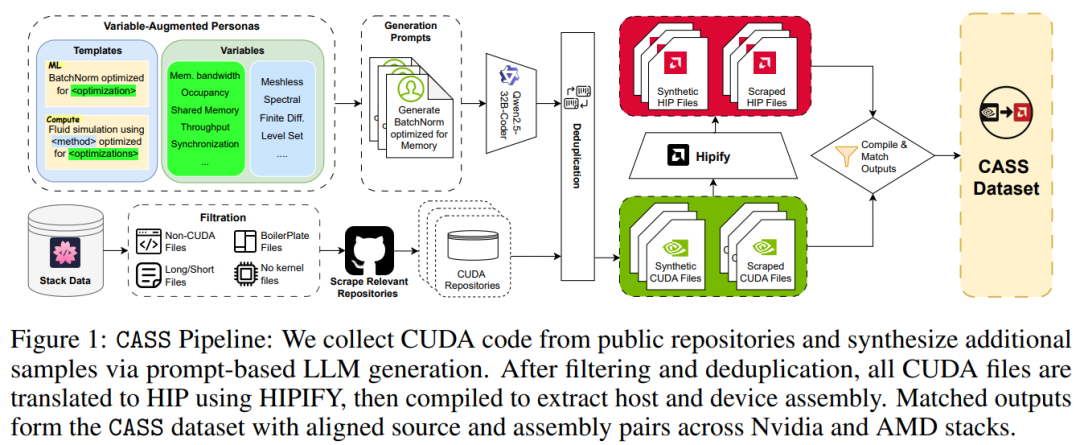 Variable-Augmented Personas
Templates
ML
BatchNorm optimized
for <optimization>
Compute
Fluid simulation using
<method> optimized
for <optimizations>
Variables
Mem. bandwidth
Occupancy
Shared Memory
Throughput
Synchronization
...
Meshless
Spectral
Finite Diff.
Level Set
....
Generation
Prompts
Generate
BatchNorm
optimized for
Memory
Qwen2.5-
32B-Coder
Deduplication
Synthetic
HIP Files
Scraped
HIP Files
Hipify
Synthetic
CUDA Files
Scraped
CUDA Files
Compile &
Match
Outputs
CASS
Dataset
Stack Data
Filtration
Non-CUDA
Files
BoilerPlate
Files
Long/Short
Files
No kernel
files
Scrape Relevant
Repositories
CUDA
Repositories
Figure 1: CASS Pipeline: We collect CUDA code from public repositories and synthesize additional
samples via prompt-based LLM generation. After filtering and deduplication, all CUDA files are
translated to HIP using HIPIFY, then compiled to extract host and device assembly. Matched outputs
form the CASS dataset with aligned source and assembly pairs across Nvidia and AMD stacks.